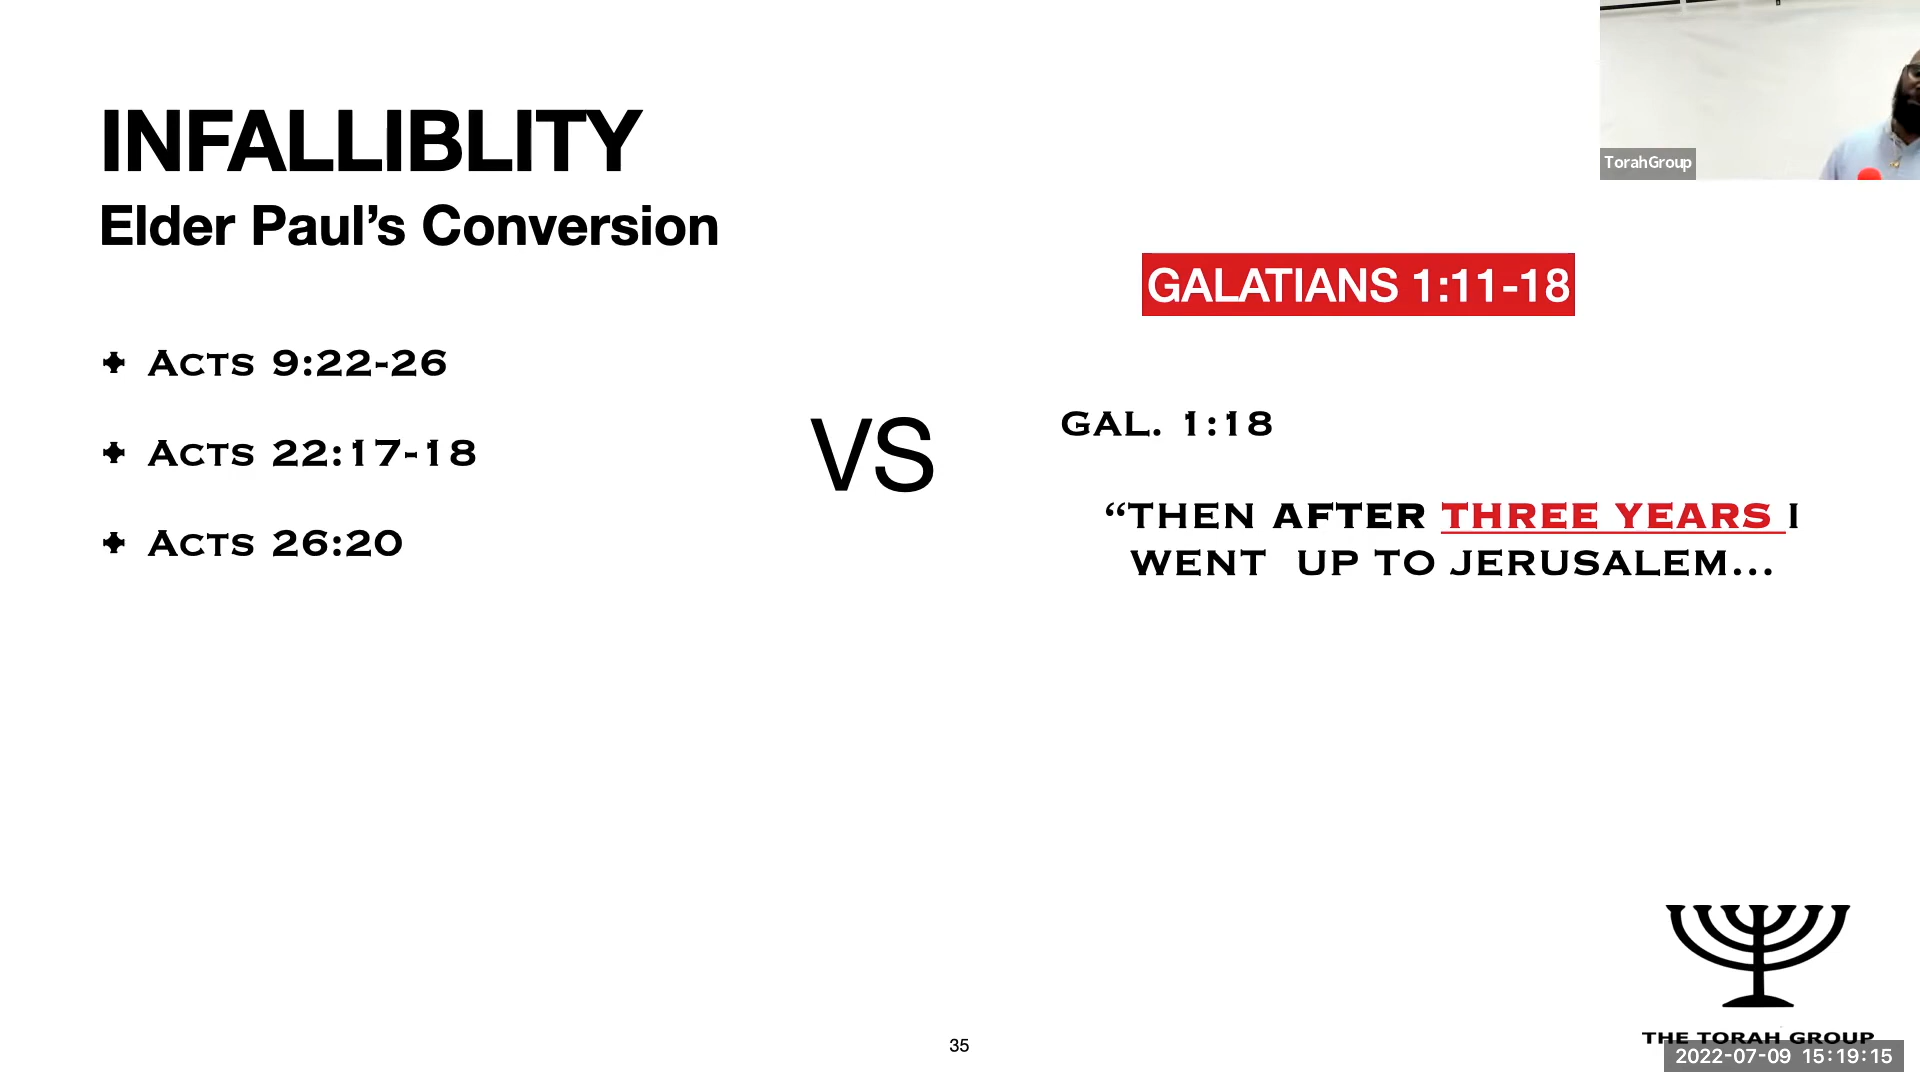 INFALLIBLITY
Elder Paul’s Conversion
TorahGroup
GALATIANS 1:11-18
Acts 9:22-26
Acts 22:17-18
Acts 26:20
VS
GAL. 1:18
“THEN AFTER THREE YEARS I
WENT UP TO JERUSALEM...
THE TORAH GROUP
35
2022-07-09 15:19:15